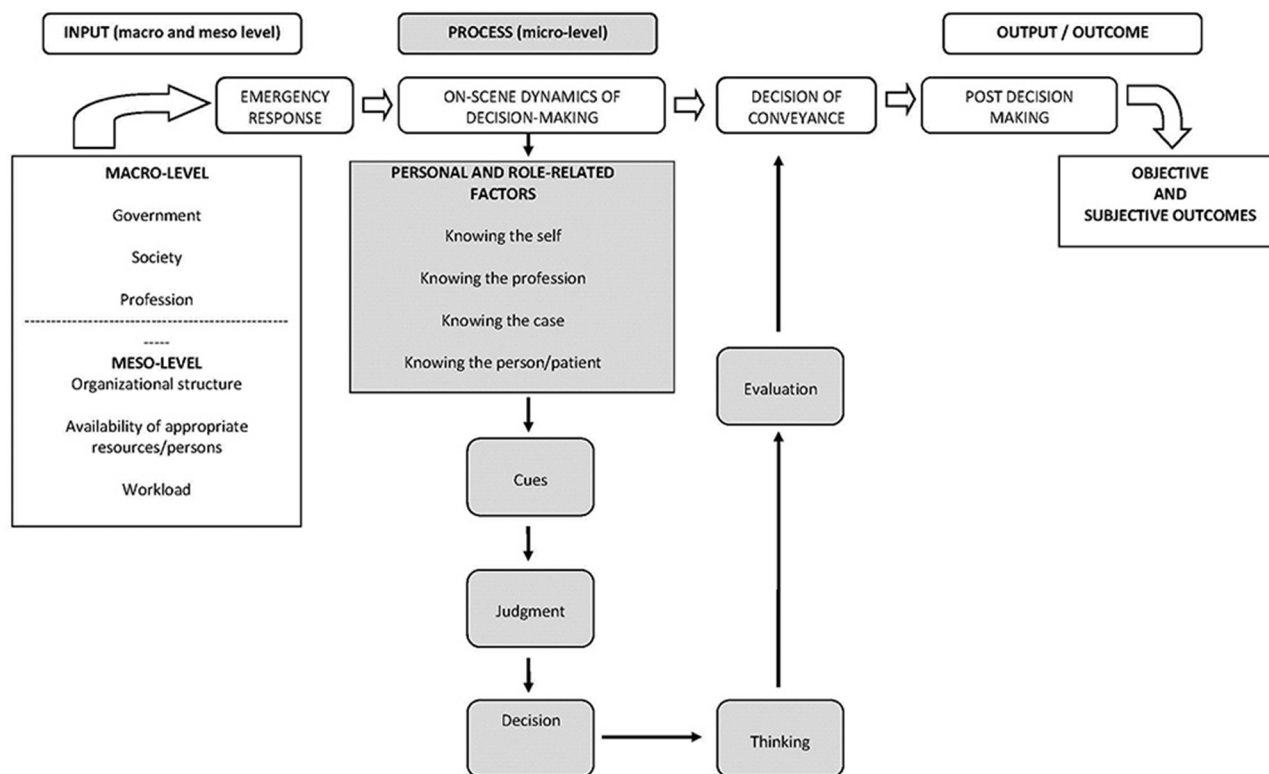 INPUT (macro and meso level)
PROCESS (micro-level)
OUTPUT / OUTCOME
EMERGENCY
RESPONSE
ON-SCENE DYNAMICS OF
DECISION-MAKING
DECISION OF
CONVEYANCE
POST DECISION
MAKING
MACRO-LEVEL
Government
Society
Profession
MESO-LEVEL
Organizational structure
Availability of appropriate
resources/persons
Workload
PERSONAL AND ROLE-RELATED
FACTORS
Knowing the self
Knowing the profession
Knowing the case
Knowing the person/patient
OBJECTIVE
AND
SUBJECTIVE OUTCOMES
Cues
Judgment
Decision
Thinking
Evaluation